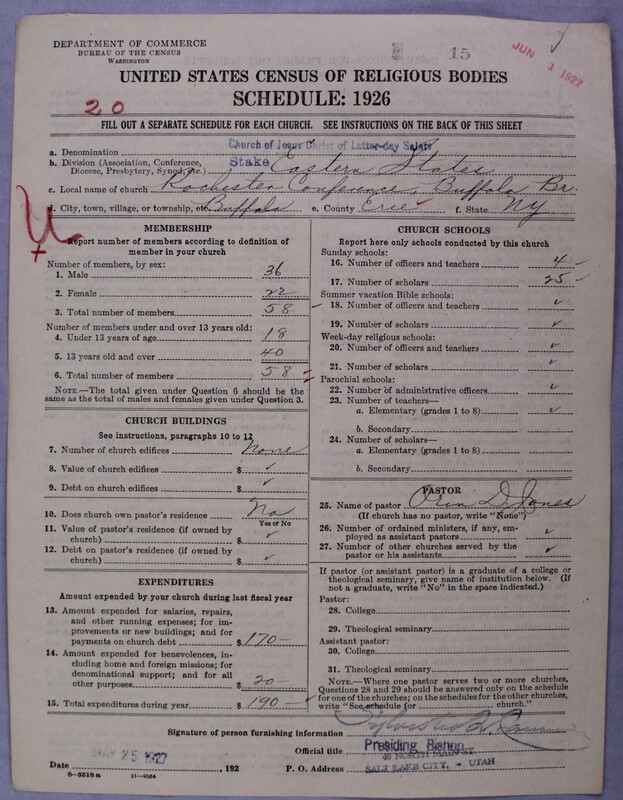 DEPARTMENT OF COMMERCE
BUREAU OF THE CENSUS
WASHINGTON
15
JUN 1 1927
UNITED STATES CENSUS OF RELIGIOUS BODIES
SCHEDULE: 1926
20
FILL OUT A SEPARATE SCHEDULE FOR EACH CHURCH. SEE INSTRUCTIONS ON THE BACK OF THIS SHEET
a. Denomination Church of Jesus Christ of Latter-day Saints
b. Division (Association, Conference, Diocese, Presbytery, Synod, etc.) Stake Eastern States
c. Local name of church Rochester Conference, Buffalo Br.
d. City, town, village, or township, etc. Buffalo e. County Erie f. State NY
MEMBERSHIP
Report number of members according to definition of
member in your church
Number of members, by sex:
1. Male 36
2. Female 22
3. Total number of members 58
Number of members under and over 13 years old:
4. Under 13 years of age 18
5. 13 years old and over 40
6. Total number of members 58
NOTE.—The total given under Question 6 should be the
same as the total of males and females given under Question 3.
CHURCH BUILDINGS
See instructions, paragraphs 10 to 12
7. Number of church edifices None
8. Value of church edifices $ ✓
9. Debt on church edifices $ ✓
10. Does church own pastor's residence No
Yes or No
11. Value of pastor's residence (if owned by
church) $ ✓
12. Debt on pastor's residence (if owned by
church) $ ✓
EXPENDITURES
Amount expended by your church during last fiscal year
13. Amount expended for salaries, repairs,
and other running expenses; for im-
provements or new buildings; and for
payments on church debt $ 170—
14. Amount expended for benevolences, in-
cluding home and foreign missions; for
denominational support; and for all
other purposes $ 20—
15. Total expenditures during year $ 190—
CHURCH SCHOOLS
Report here only schools conducted by this church
Sunday schools:
16. Number of officers and teachers 4
17. Number of scholars 25
Summer vacation Bible schools:
18. Number of officers and teachers ✓
19. Number of scholars ✓
Week-day religious schools:
20. Number of officers and teachers ✓
21. Number of scholars ✓
Parochial schools:
22. Number of administrative officers ✓
23. Number of teachers—
a. Elementary (grades 1 to 8) ✓
b. Secondary
24. Number of scholars—
a. Elementary (grades 1 to 8)
b. Secondary
PASTOR
25. Name of pastor Oren D. Jones
(If church has no pastor, write "None")
26. Number of ordained ministers, if any, em-
ployed as assistant pastors ✓
27. Number of other churches served by the
pastor or his assistants ✓
If pastor (or assistant pastor) is a graduate of a college or
theological seminary, give name of institution below. (If
not a graduate, write "No" in the space indicated.)
Pastor:
28. College
29. Theological seminary
Assistant pastor:
30. College
31. Theological seminary
NOTE.—Where one pastor serves two or more churches,
Questions 28 and 29 should be answered only on the schedule
for one of the churches; on the schedules for the other churches,
write "See schedule for church."
Signature of person furnishing information Sylvester Q. Cannon
Official title Presiding Bishop
Date MAY 25 1927, 192 P. O. Address 40 NORTH MAIN ST
SALT LAKE CITY, - UTAH
8-5518 a 11-9064